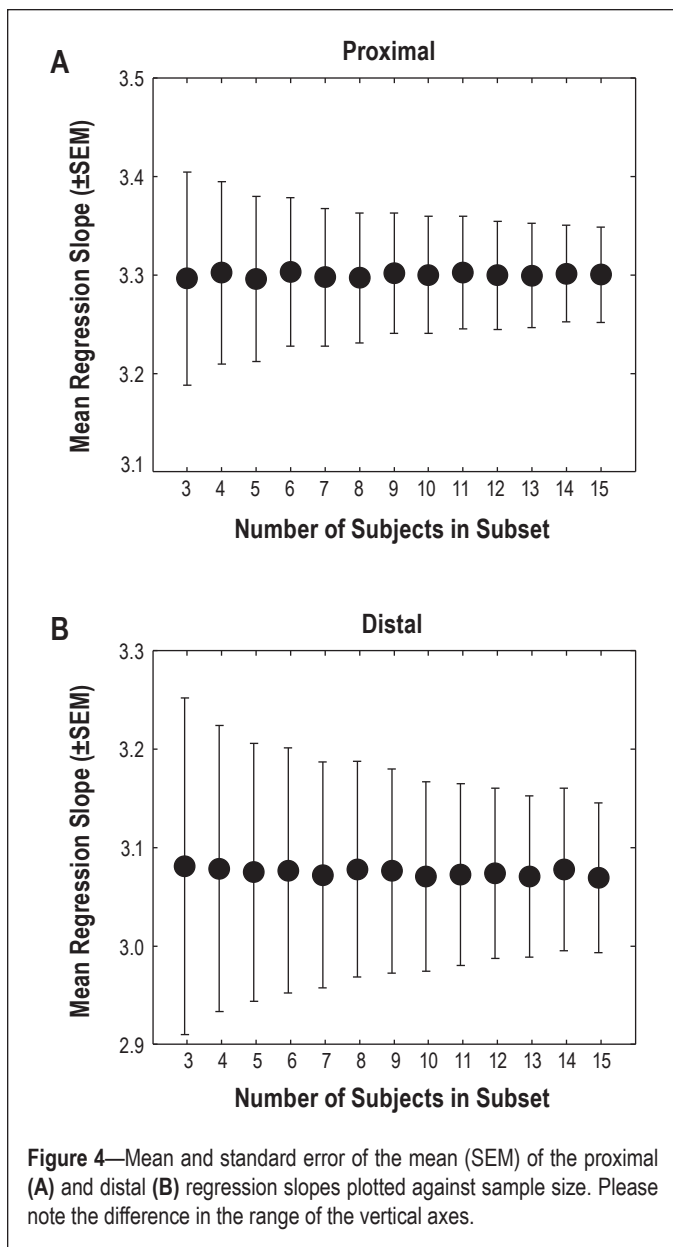 A
Proximal
3.5
3.4
3.3
3.2
3.1
Mean Regression Slope (±SEM)
3 4 5 6 7 8 9 10 11 12 13 14 15
Number of Subjects in Subset
B
Distal
3.3
3.2
3.1
3.0
2.9
Mean Regression Slope (±SEM)
3 4 5 6 7 8 9 10 11 12 13 14 15
Number of Subjects in Subset
Figure 4—Mean and standard error of the mean (SEM) of the proximal
(A) and distal (B) regression slopes plotted against sample size. Please
note the difference in the range of the vertical axes.